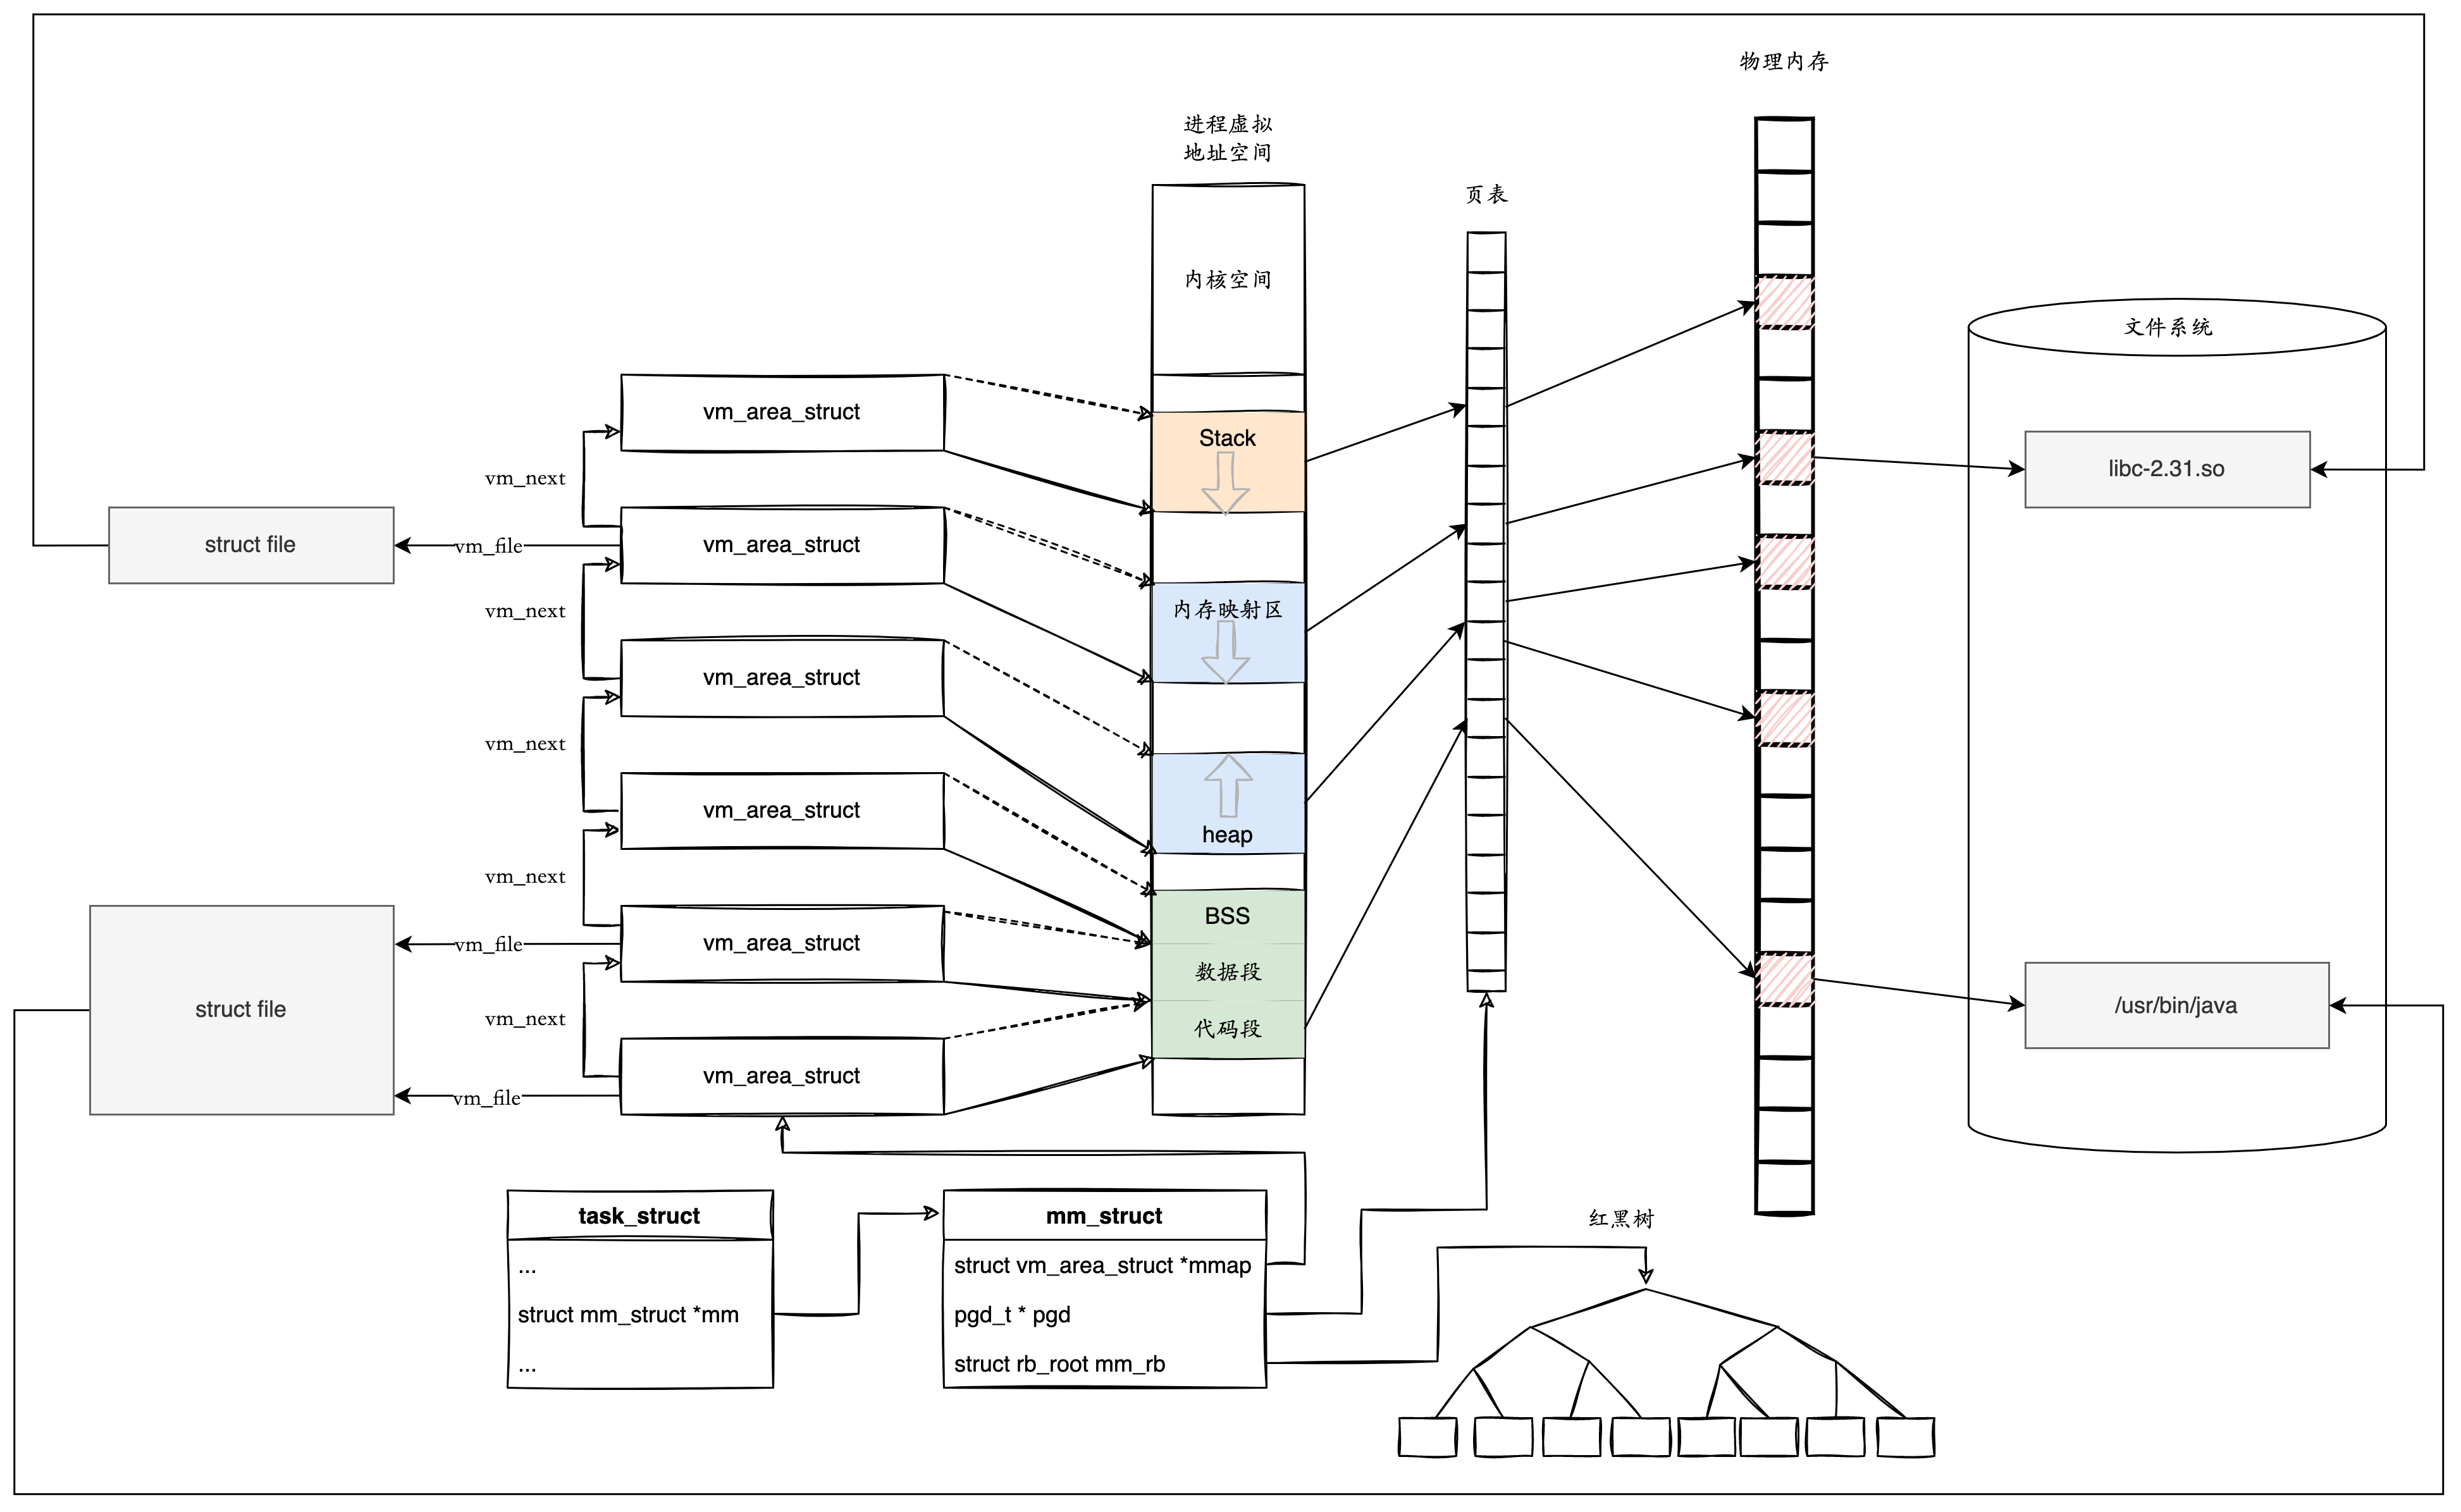 物理内存
进程虚拟
地址空间
页表
内核空间
文件系统
vm_area_struct
Stack
libc-2.31.so
vm_next
struct file
vm_file
vm_area_struct
内存映射区
vm_next
vm_area_struct
vm_next
vm_area_struct
heap
vm_next
BSS
struct file
vm_file
vm_area_struct
数据段
vm_next
/usr/bin/java
代码段
vm_file
vm_area_struct
task_struct
...
struct mm_struct *mm
...
mm_struct
struct vm_area_struct *mmap
pgd_t * pgd
struct rb_root mm_rb
红黑树